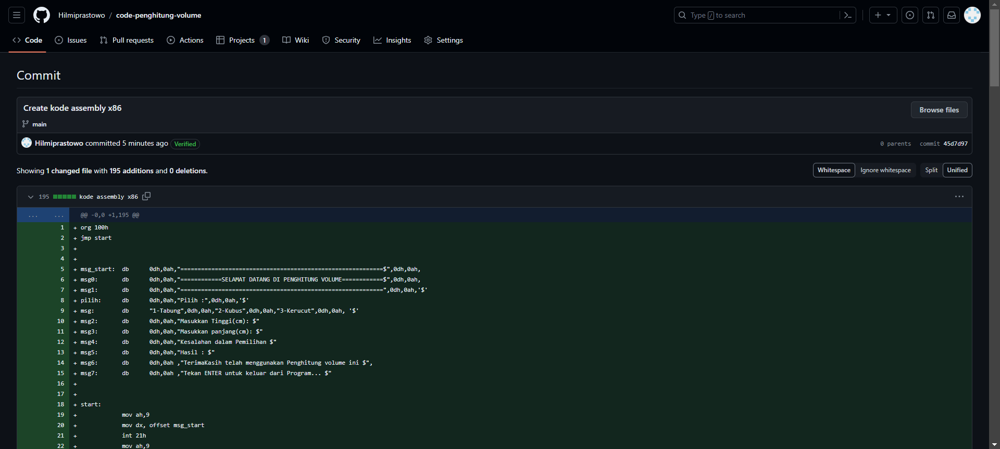 Hilmiprastowo / code-penghitung-volume
Type / to search
Code Issues Pull requests Actions Projects 1 Wiki Security Insights Settings
Commit
Create kode assembly x86
Browse files
main
Hilmiprastowo committed 5 minutes ago Verified
0 parents commit 45d7d97
Showing 1 changed file with 195 additions and 0 deletions.
Whitespace Ignore whitespace Split Unified
195 kode assembly x86
... ... @@ -0,0 +1,195 @@
1 + org 100h
2 + jmp start
3 +
4 +
5 + msg_start: db 0dh,0ah,"===========================================================$",0dh,0ah,
6 + msg0: db 0dh,0ah,"============SELAMAT DATANG DI PENGHITUNG VOLUME============$",0dh,0ah,
7 + msg1: db 0dh,0ah,"===========================================================",0dh,0ah,'$'
8 + pilih: db 0dh,0ah,"Pilih :",0dh,0ah,'$'
9 + msg: db "1-Tabung",0dh,0ah,"2-Kubus",0dh,0ah,"3-Kerucut",0dh,0ah, '$'
10 + msg2: db 0dh,0ah,"Masukkan Tinggi(cm): $"
11 + msg3: db 0dh,0ah,"Masukkan panjang(cm): $"
12 + msg4: db 0dh,0ah,"Kesalahan dalam Pemilihan $"
13 + msg5: db 0dh,0ah,"Hasil : $"
14 + msg6: db 0dh,0ah ,"TerimaKasih telah menggunakan Penghitung volume ini $",
15 + msg7: db 0dh,0ah ,"Tekan ENTER untuk keluar dari Program... $"
16 +
17 +
18 + start:
19 + mov ah,9
20 + mov dx, offset msg_start
21 + int 21h
22 + mov ah,9